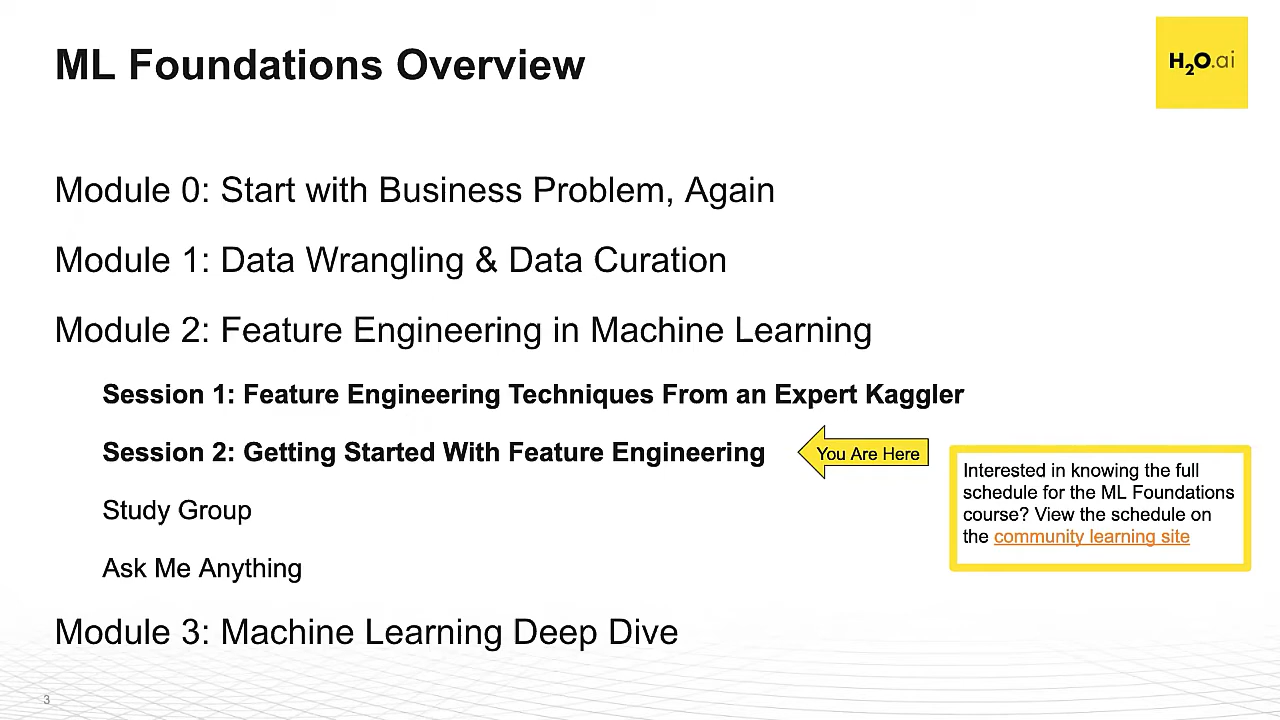 ML Foundations Overview
H2O.ai
Module 0: Start with Business Problem, Again
Module 1: Data Wrangling & Data Curation
Module 2: Feature Engineering in Machine Learning
Session 1: Feature Engineering Techniques From an Expert Kaggler
Session 2: Getting Started With Feature Engineering
You Are Here
Interested in knowing the full
schedule for the ML Foundations
course? View the schedule on
the community learning site
Study Group
Ask Me Anything
Module 3: Machine Learning Deep Dive
3